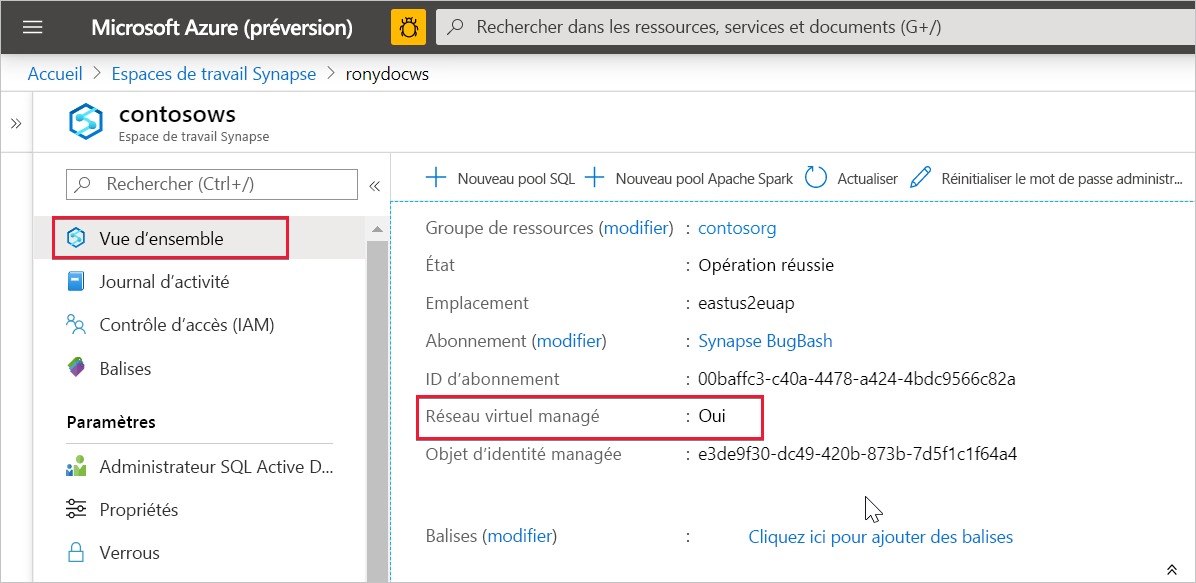 Microsoft Azure (préversion) Rechercher dans les ressources, services et documents (G+/)
Accueil > Espaces de travail Synapse > ronydocws
» contosows
Espace de travail Synapse
Rechercher (Ctrl+/) «
Vue d’ensemble
Journal d’activité
Contrôle d’accès (IAM)
Balises
Paramètres
Administrateur SQL Active D...
Propriétés
Verrous
Nouveau pool SQL Nouveau pool Apache Spark Actualiser Réinitialiser le mot de passe administr...
Groupe de ressources (modifier) : contosorg
État : Opération réussie
Emplacement : eastus2euap
Abonnement (modifier) : Synapse BugBash
ID d’abonnement : 00baffc3-c40a-4478-a424-4bdc9566c82a
Réseau virtuel managé : Oui
Objet d’identité managée : e3de9f30-dc49-420b-873b-7d5f1c1f64a4
Balises (modifier) : Cliquez ici pour ajouter des balises